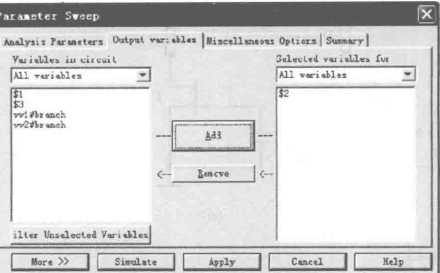 Parameter Sweep
Analysis Parameters Output variables Miscellaneous Options Summary
Variables in circuit
Selected variables for
All variables
All variables
$1
$3
vv1#branch
vv2#branch
$2
Add
Remove
ilter Unselected Variables
More >> Simulate Apply Cancel Help